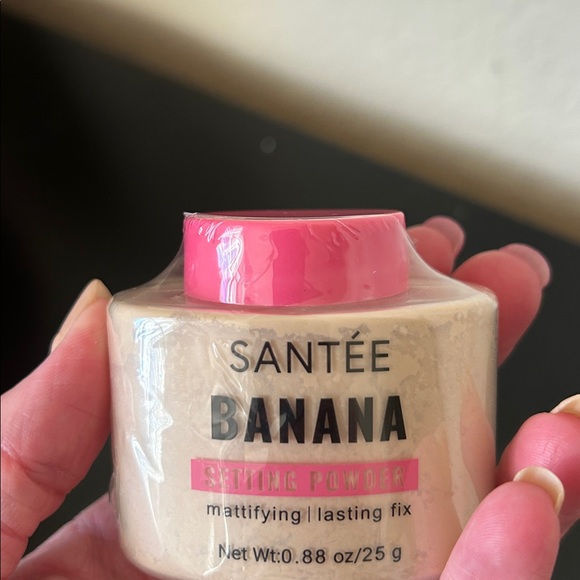 SANTÉE
BANANA
SETTING POWDER
mattifying | lasting fix
Net Wt:0.88 oz/25 g